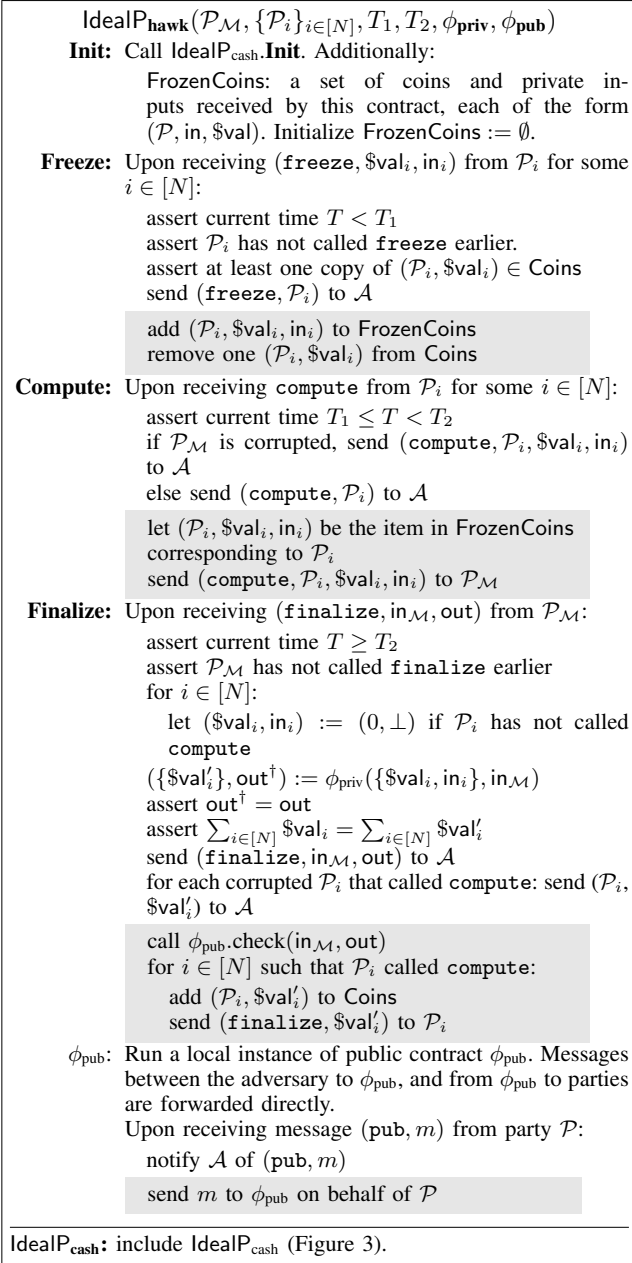 IdealP_hawk(𝒫_ℳ, {𝒫_i}_{i∈[N]}, T_1, T_2, ϕ_priv, ϕ_pub)
Init: Call IdealP_cash.Init. Additionally:
FrozenCoins: a set of coins and private in-
puts received by this contract, each of the form
(𝒫, in, $val). Initialize FrozenCoins := ∅.
Freeze: Upon receiving (freeze, $val_i, in_i) from 𝒫_i for some
i ∈ [N]:
assert current time T < T_1
assert 𝒫_i has not called freeze earlier.
assert at least one copy of (𝒫_i, $val_i) ∈ Coins
send (freeze, 𝒫_i) to 𝒜
add (𝒫_i, $val_i, in_i) to FrozenCoins
remove one (𝒫_i, $val_i) from Coins
Compute: Upon receiving compute from 𝒫_i for some i ∈ [N]:
assert current time T_1 ≤ T < T_2
if 𝒫_ℳ is corrupted, send (compute, 𝒫_i, $val_i, in_i)
to 𝒜
else send (compute, 𝒫_i) to 𝒜
let (𝒫_i, $val_i, in_i) be the item in FrozenCoins
corresponding to 𝒫_i
send (compute, 𝒫_i, $val_i, in_i) to 𝒫_ℳ
Finalize: Upon receiving (finalize, in_ℳ, out) from 𝒫_ℳ:
assert current time T ≥ T_2
assert 𝒫_ℳ has not called finalize earlier
for i ∈ [N]:
let ($val_i, in_i) := (0, ⊥) if 𝒫_i has not called
compute
({$val′_i}, out^†) := ϕ_priv({$val_i, in_i}, in_ℳ)
assert out^† = out
assert ∑_{i∈[N]} $val_i = ∑_{i∈[N]} $val′_i
send (finalize, in_ℳ, out) to 𝒜
for each corrupted 𝒫_i that called compute: send (𝒫_i,
$val′_i) to 𝒜
call ϕ_pub.check(in_ℳ, out)
for i ∈ [N] such that 𝒫_i called compute:
add (𝒫_i, $val′_i) to Coins
send (finalize, $val′_i) to 𝒫_i
ϕ_pub: Run a local instance of public contract ϕ_pub. Messages
between the adversary to ϕ_pub, and from ϕ_pub to parties
are forwarded directly.
Upon receiving message (pub, m) from party 𝒫:
notify 𝒜 of (pub, m)
send m to ϕ_pub on behalf of 𝒫
IdealP_cash: include IdealP_cash (Figure 3).